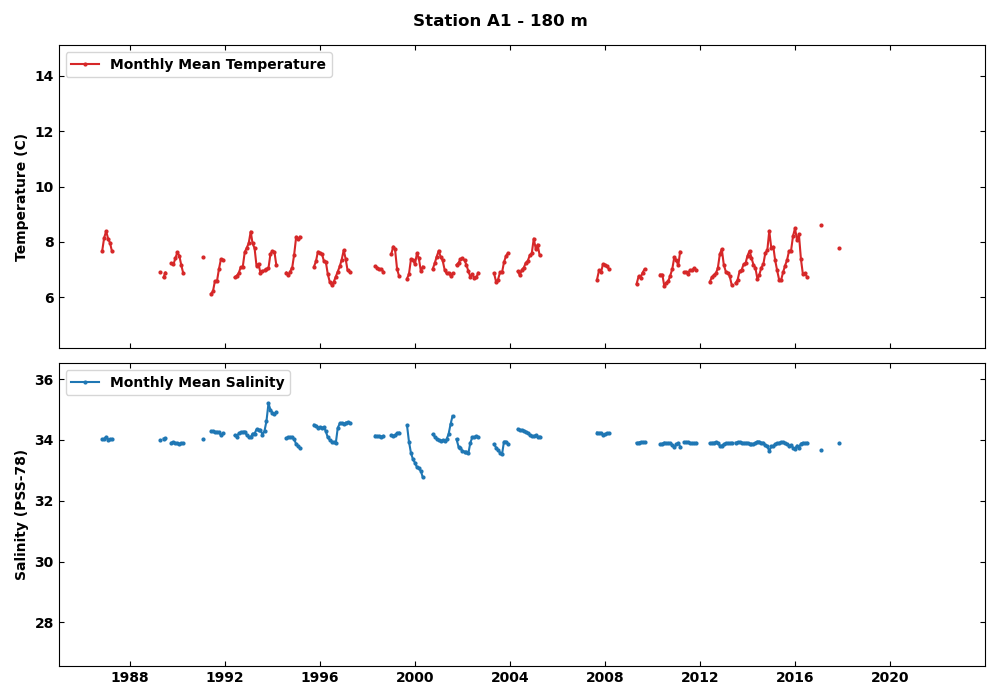 Station A1 - 180 m
Monthly Mean Temperature
Temperature (C)
14
12
10
8
6
Monthly Mean Salinity
Salinity (PSS-78)
36
34
32
30
28
1988 1992 1996 2000 2004 2008 2012 2016 2020